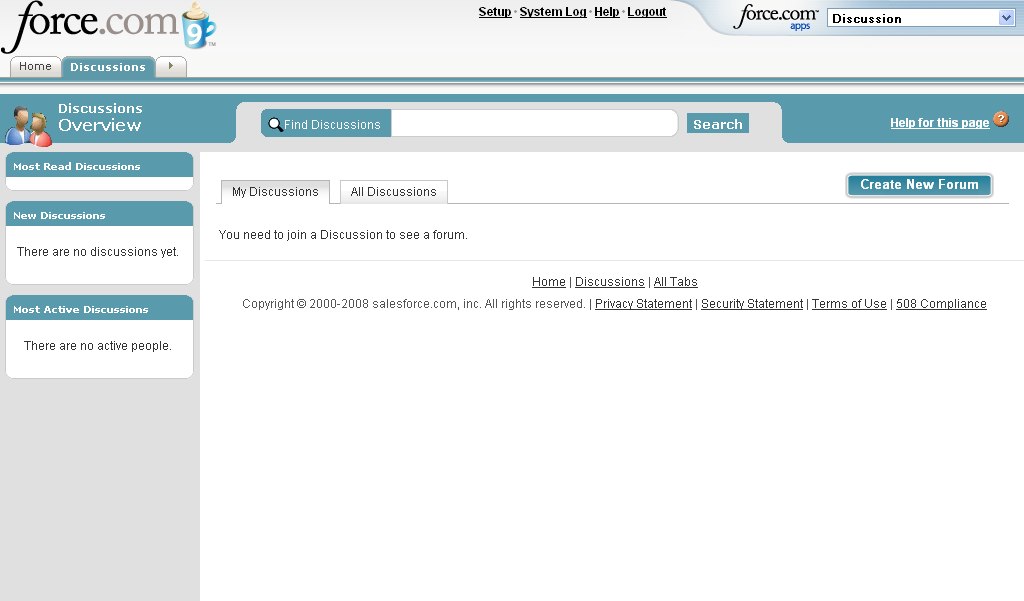 force.com 9 ™
Setup · System Log · Help · Logout
force.com™ apps
Discussion
Home
Discussions
Discussions
Overview
Find Discussions
Search
Help for this page ?
Most Read Discussions
New Discussions
There are no discussions yet.
Most Active Discussions
There are no active people.
My Discussions
All Discussions
Create New Forum
You need to join a Discussion to see a forum.
Home | Discussions | All Tabs
Copyright © 2000-2008 salesforce.com, inc. All rights reserved. | Privacy Statement | Security Statement | Terms of Use | 508 Compliance